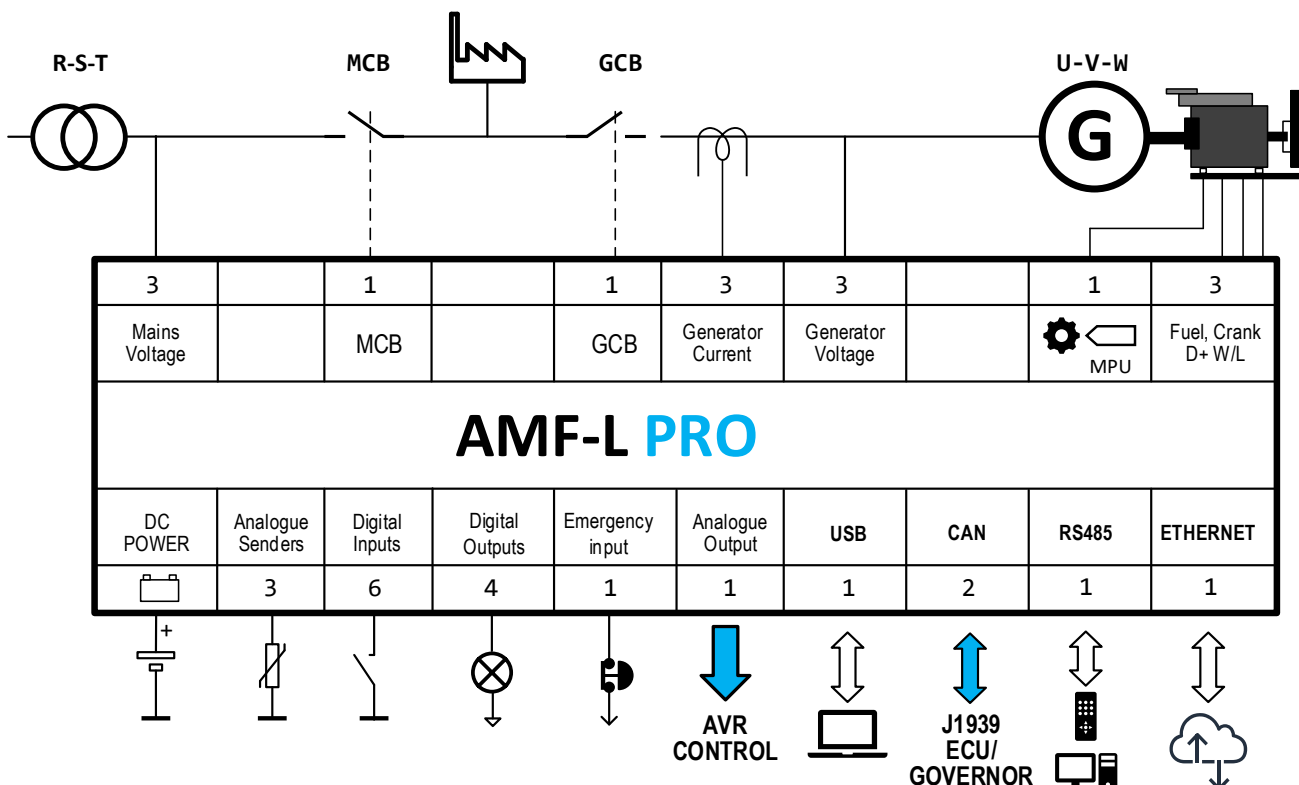 R-S-T
MCB
GCB
U-V-W
G
3
1
1
3
3
1
3
Mains
Voltage
MCB
GCB
Generator
Current
Generator
Voltage
MPU
Fuel, Crank
D+ W/L
AMF-L PRO
DC
POWER
Analogue
Senders
Digital
Inputs
Digital
Outputs
Emergency
input
Analogue
Output
USB
CAN
RS485
ETHERNET
3
6
4
1
1
1
2
1
1
+
AVR
CONTROL
J1939
ECU/
GOVERNOR